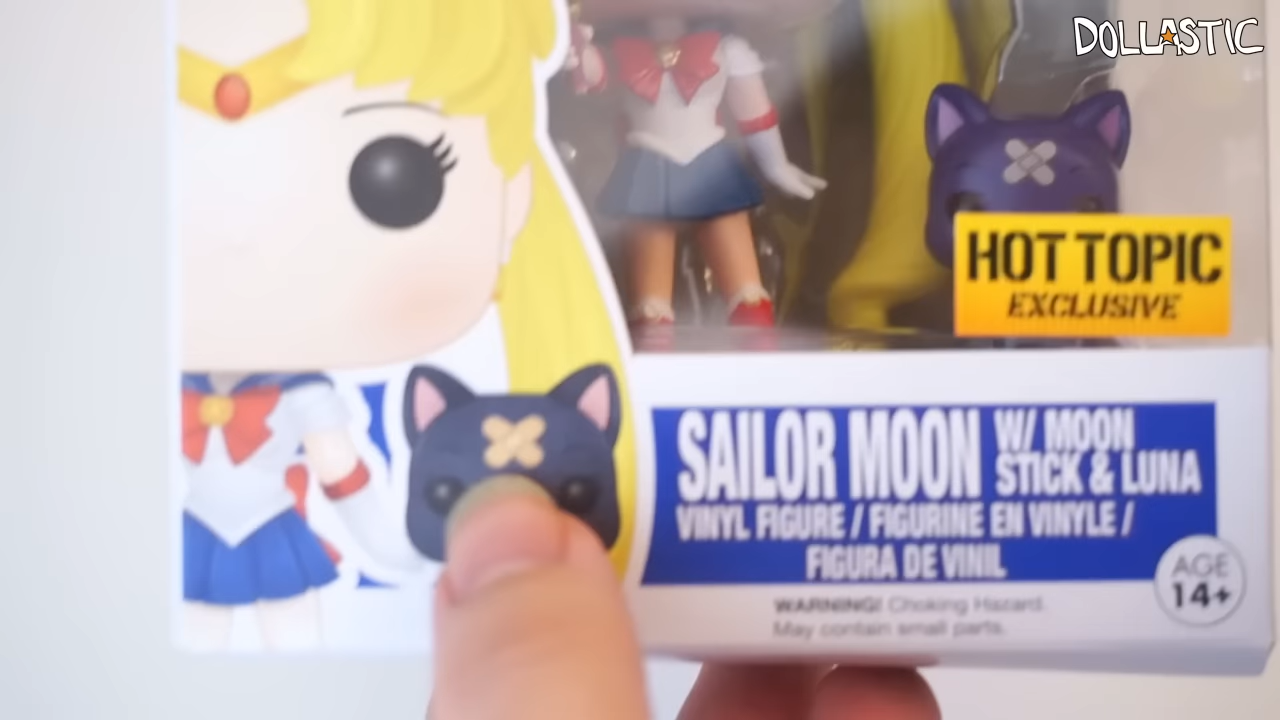 DOLLASTIC
HOT TOPIC
EXCLUSIVE
SAILOR MOON W/ MOON STICK & LUNA
VINYL FIGURE / FIGURINE EN VINYLE /
FIGURA DE VINIL
AGE
14+
WARNING! Choking Hazard.
May contain small parts.